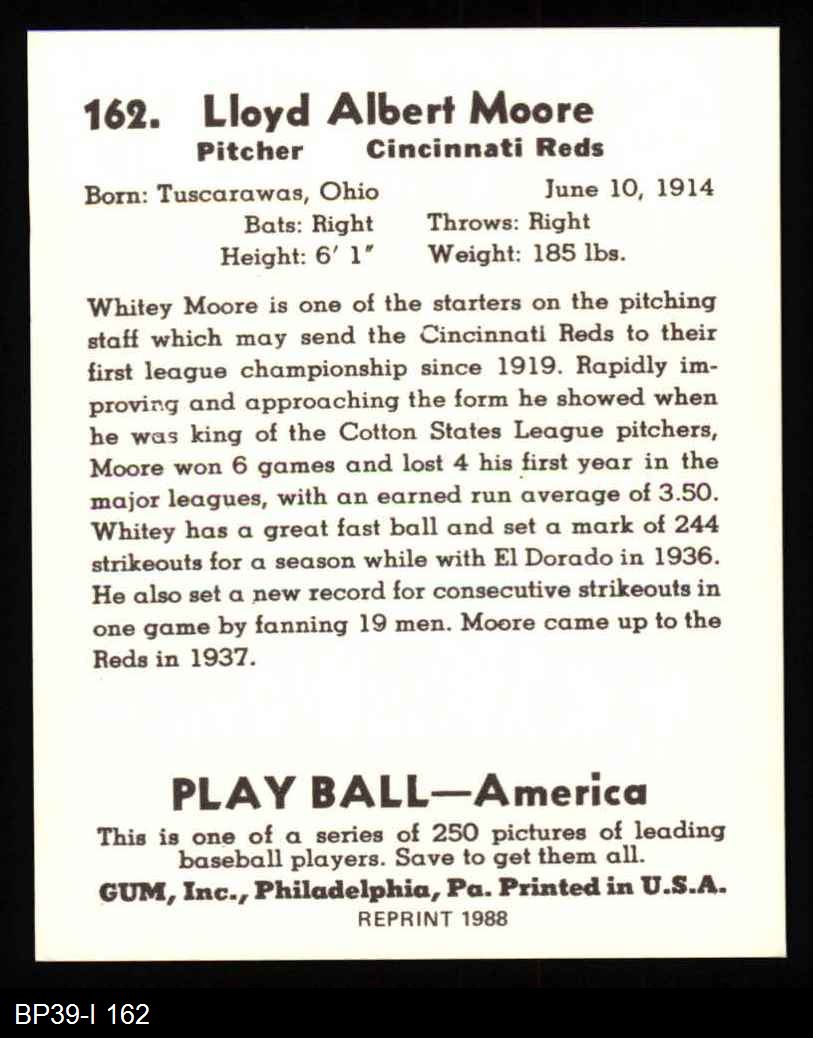 162. Lloyd Albert Moore
Pitcher Cincinnati Reds
Born: Tuscarawas, Ohio June 10, 1914
Bats: Right Throws: Right
Height: 6' 1" Weight: 185 lbs.
Whitey Moore is one of the starters on the pitching
staff which may send the Cincinnati Reds to their
first league championship since 1919. Rapidly im-
proving and approaching the form he showed when
he was king of the Cotton States League pitchers,
Moore won 6 games and lost 4 his first year in the
major leagues, with an earned run average of 3.50.
Whitey has a great fast ball and set a mark of 244
strikeouts for a season while with El Dorado in 1936.
He also set a new record for consecutive strikeouts in
one game by fanning 19 men. Moore came up to the
Reds in 1937.
PLAY BALL—America
This is one of a series of 250 pictures of leading
baseball players. Save to get them all.
GUM, Inc., Philadelphia, Pa. Printed in U.S.A.
REPRINT 1988
BP39-I 162